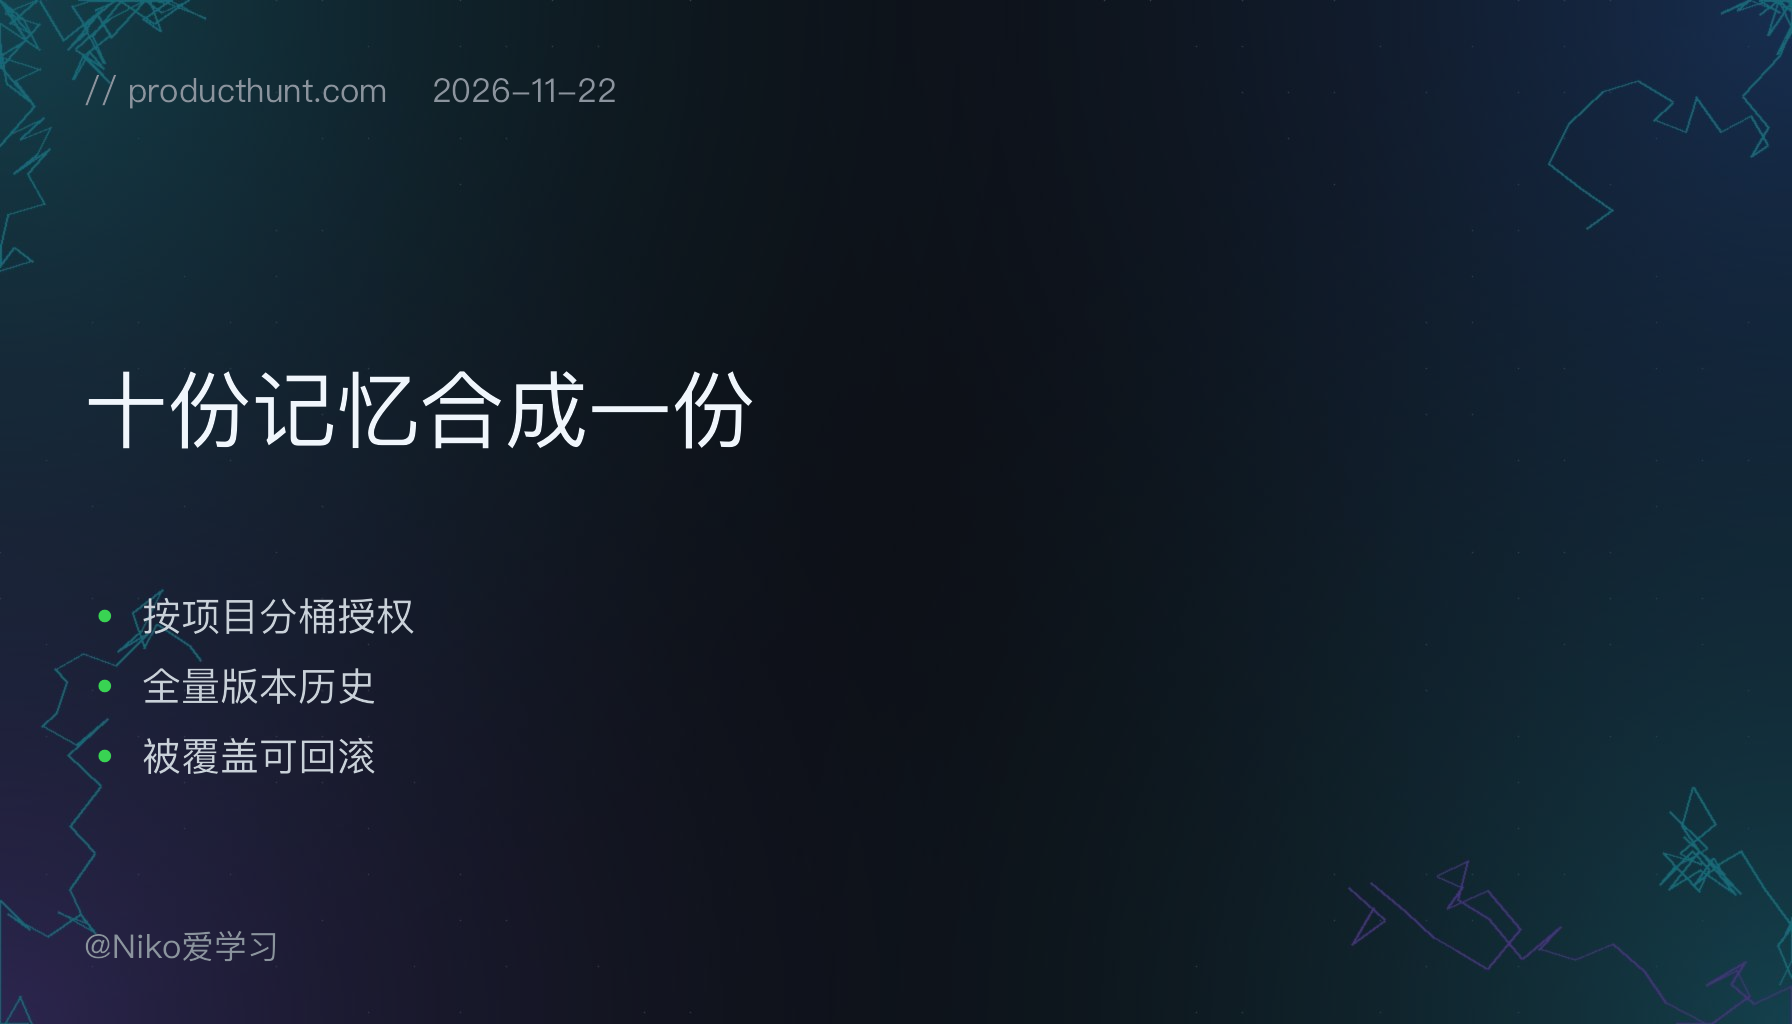 // producthunt.com 2026-11-22
十份记忆合成一份
• 按项目分桶授权
• 全量版本历史
• 被覆盖可回滚
@Niko爱学习